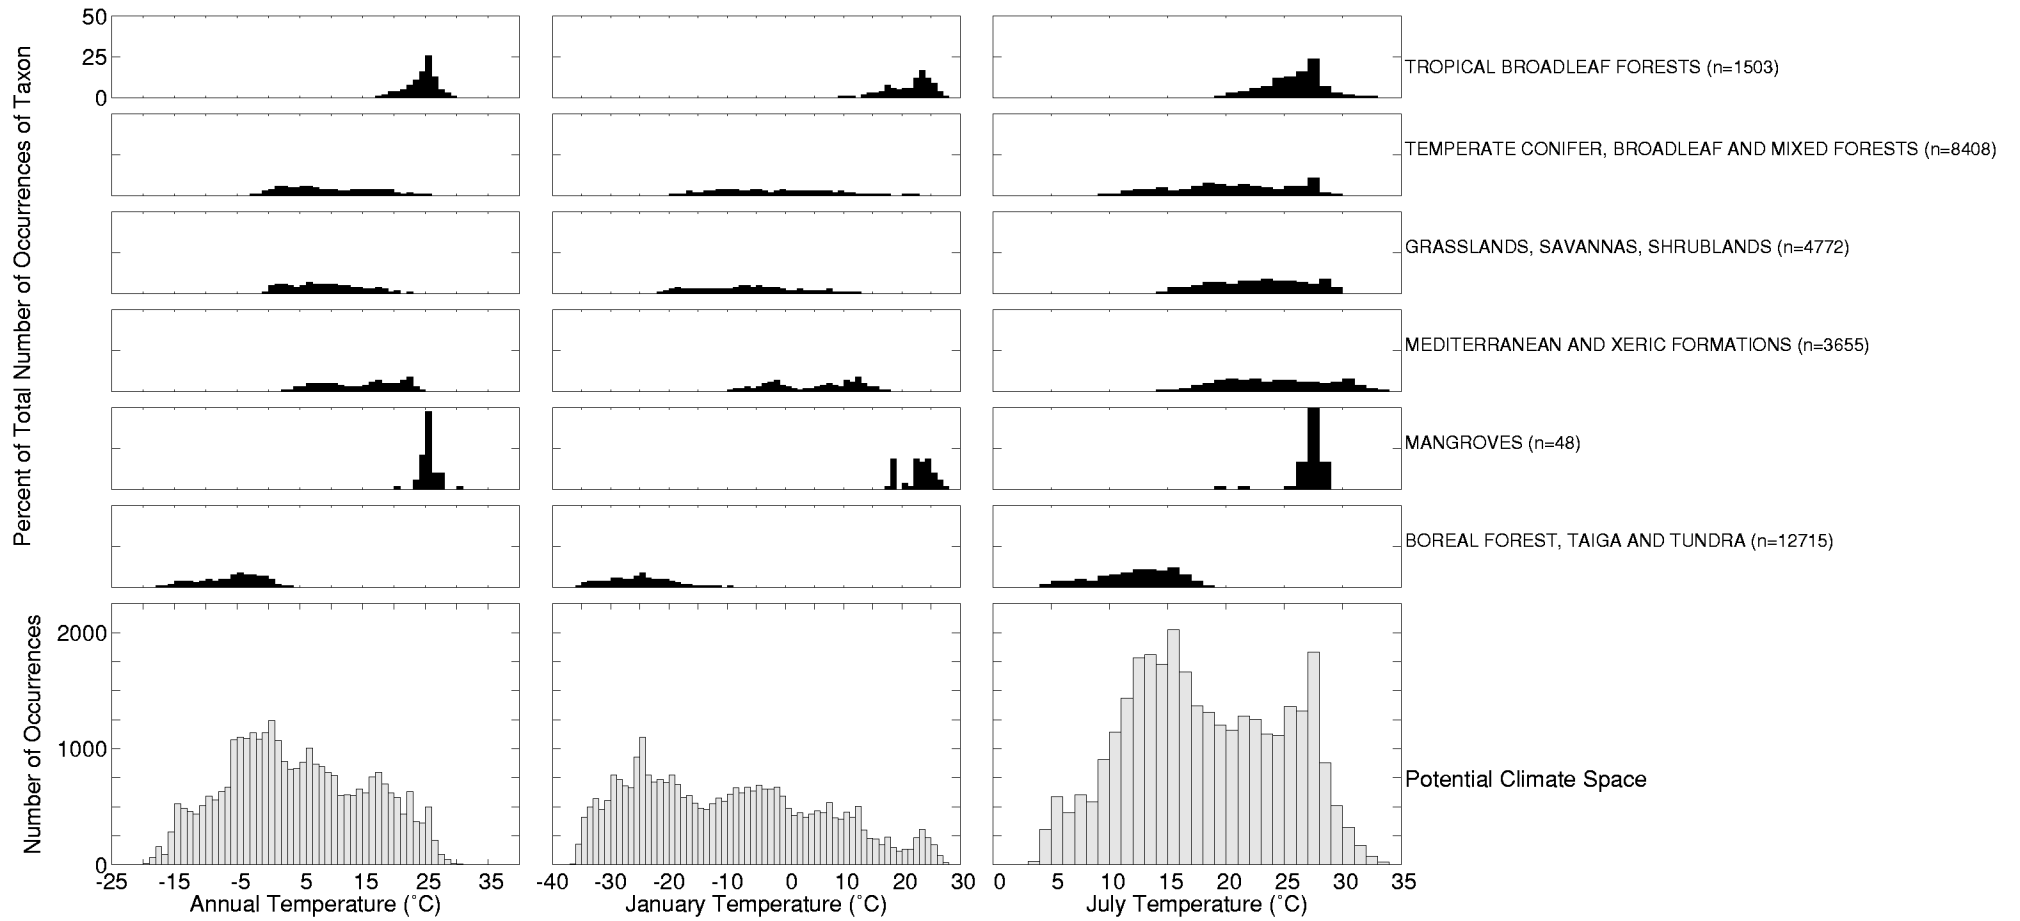 50
25
0
Percent of Total Number of Occurrences of Taxon
TROPICAL BROADLEAF FORESTS (n=1503)
TEMPERATE CONIFER, BROADLEAF AND MIXED FORESTS (n=8408)
GRASSLANDS, SAVANNAS, SHRUBLANDS (n=4772)
MEDITERRANEAN AND XERIC FORMATIONS (n=3655)
MANGROVES (n=48)
BOREAL FOREST, TAIGA AND TUNDRA (n=12715)
Number of Occurrences
2000
1000
0
Potential Climate Space
-25 -15 -5 5 15 25 35
-40 -30 -20 -10 0 10 20 30
0 5 10 15 20 25 30 35
Annual Temperature (˚C)
January Temperature (˚C)
July Temperature (˚C)